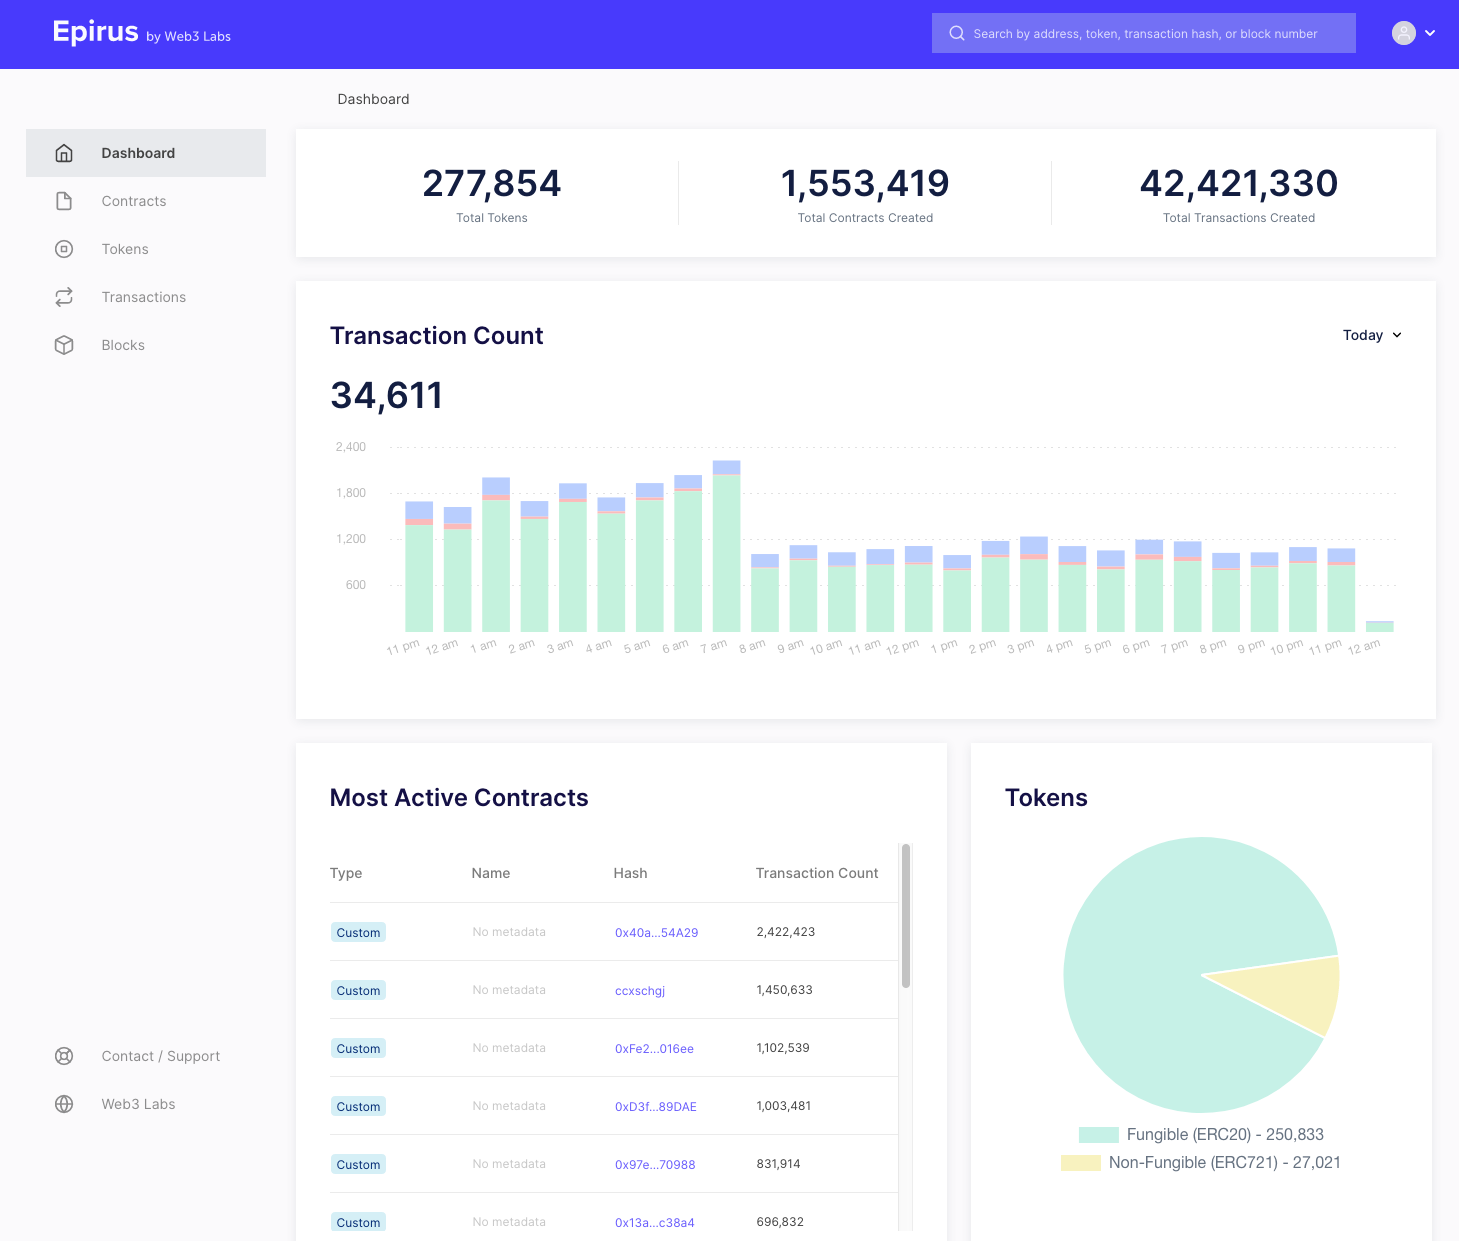 Epirus by Web3 Labs
Search by address, token, transaction hash, or block number
Dashboard
Dashboard
Contracts
Tokens
Transactions
Blocks
Contact / Support
Web3 Labs
277,854
Total Tokens
1,553,419
Total Contracts Created
42,421,330
Total Transactions Created
Transaction Count
Today
34,611
2,400
1,800
1,200
600
11 pm 12 am 1 am 2 am 3 am 4 am 5 am 6 am 7 am 8 am 9 am 10 am 11 am 12 pm 1 pm 2 pm 3 pm 4 pm 5 pm 6 pm 7 pm 8 pm 9 pm 10 pm 11 pm 12 am
Most Active Contracts
Type Name Hash Transaction Count
Custom No metadata 0x40a...54A29 2,422,423
Custom No metadata ccxschgj 1,450,633
Custom No metadata 0xFe2...016ee 1,102,539
Custom No metadata 0xD3f...89DAE 1,003,481
Custom No metadata 0x97e...70988 831,914
Custom No metadata 0x13a...c38a4 696,832
Tokens
Fungible (ERC20) - 250,833
Non-Fungible (ERC721) - 27,021